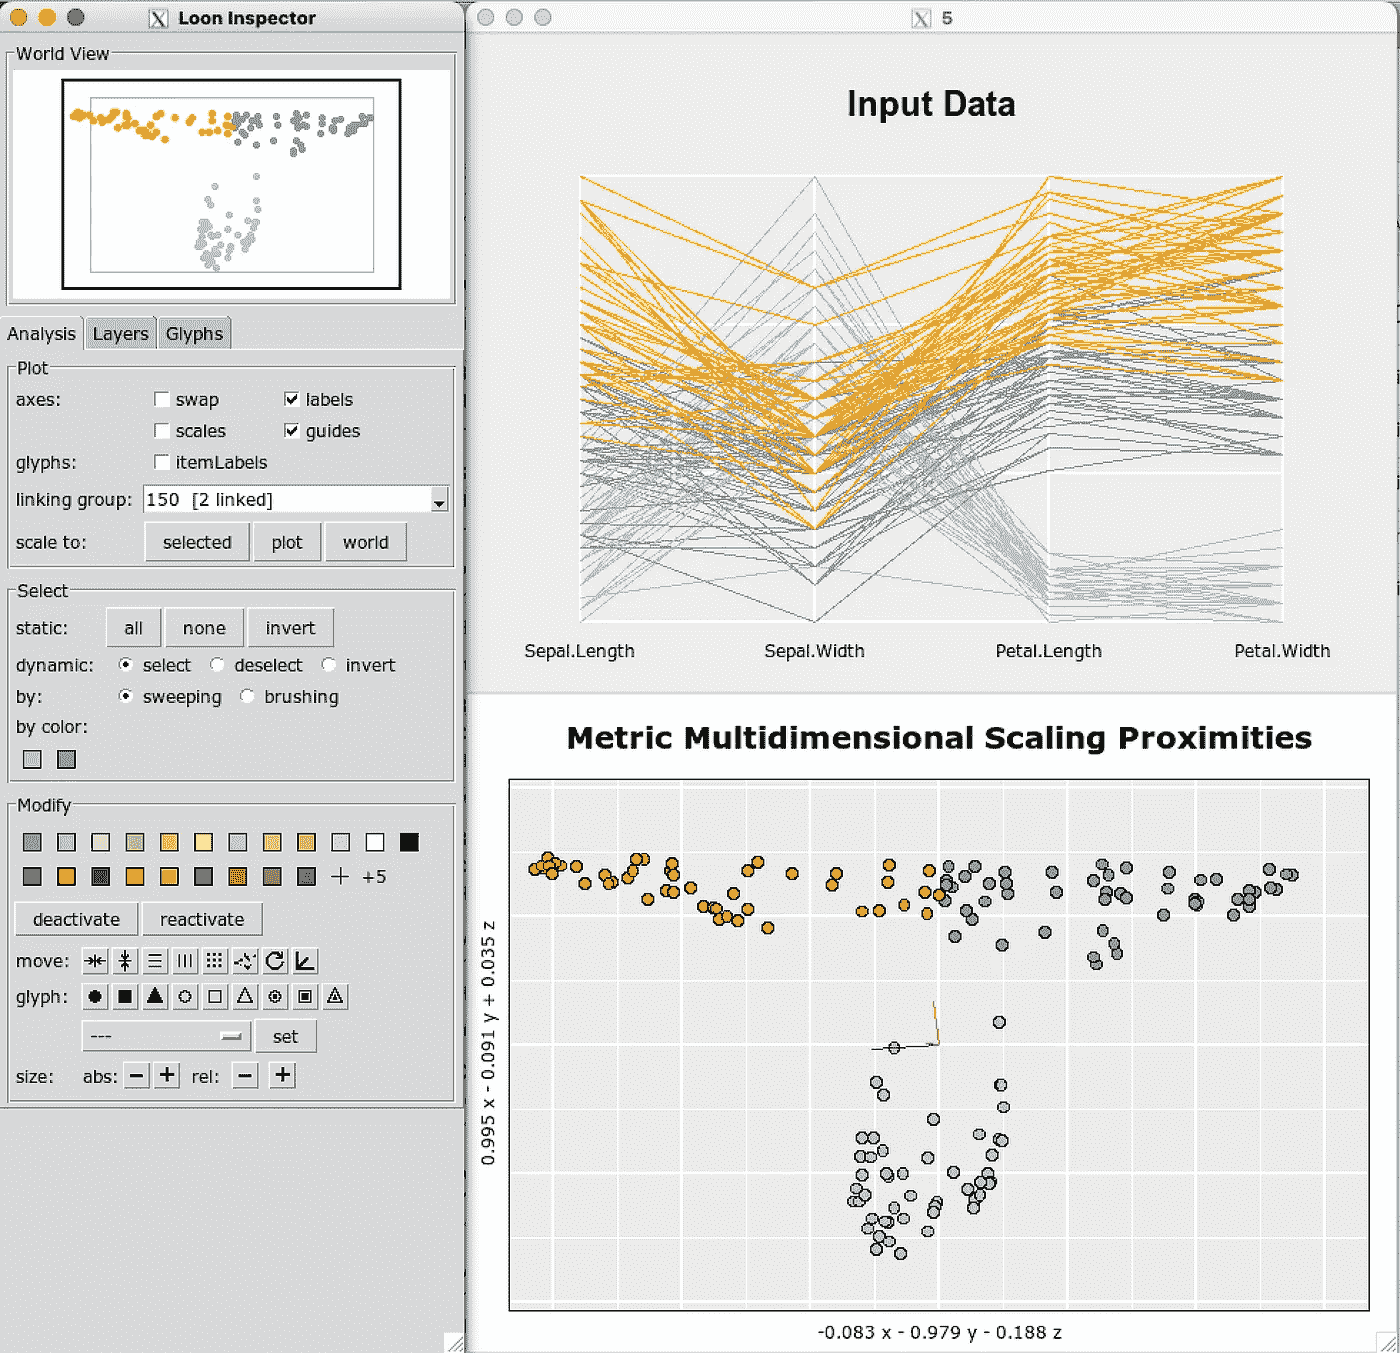 Loon Inspector
World View
Analysis Layers Glyphs
Plot
axes: swap labels
scales guides
glyphs: itemLabels
linking group: 150 [2 linked]
scale to: selected plot world
Select
static: all none invert
dynamic: select deselect invert
by: sweeping brushing
by color:
Modify
+5
deactivate reactivate
move:
glyph:
--- set
size: abs: − + rel: − +
5
Input Data
Sepal.Length Sepal.Width Petal.Length Petal.Width
Metric Multidimensional Scaling Proximities
0.995 x - 0.091 y + 0.035 z
-0.083 x - 0.979 y - 0.188 z